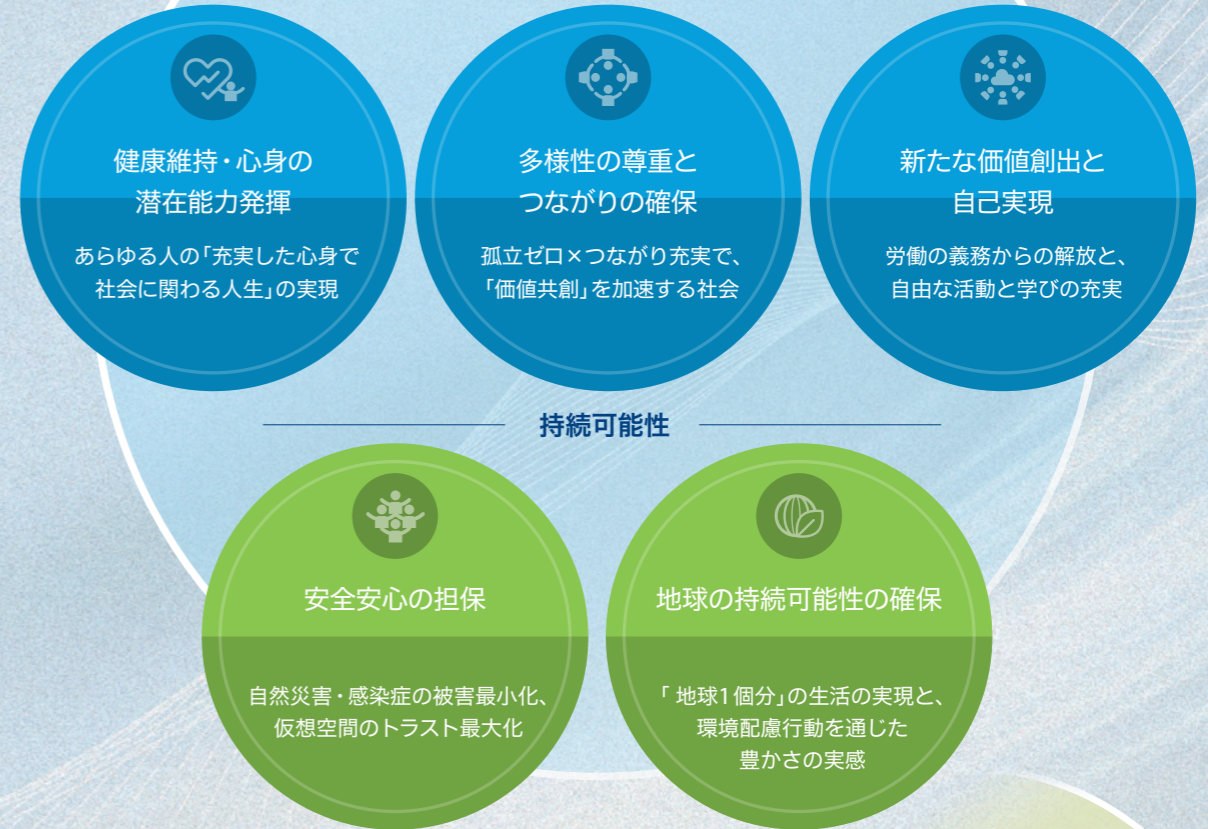 健康維持・心身の
潜在能力発揮
あらゆる人の「充実した心身で
社会に関わる人生」の実現
多様性の尊重と
つながりの確保
孤立ゼロ×つながり充実で、
「価値共創」を加速する社会
新たな価値創出と
自己実現
労働の義務からの解放と、
自由な活動と学びの充実
持続可能性
安全安心の担保
自然災害・感染症の被害最小化、
仮想空間のトラスト最大化
地球の持続可能性の確保
「 地球1個分」の生活の実現と、
環境配慮行動を通じた
豊かさの実感